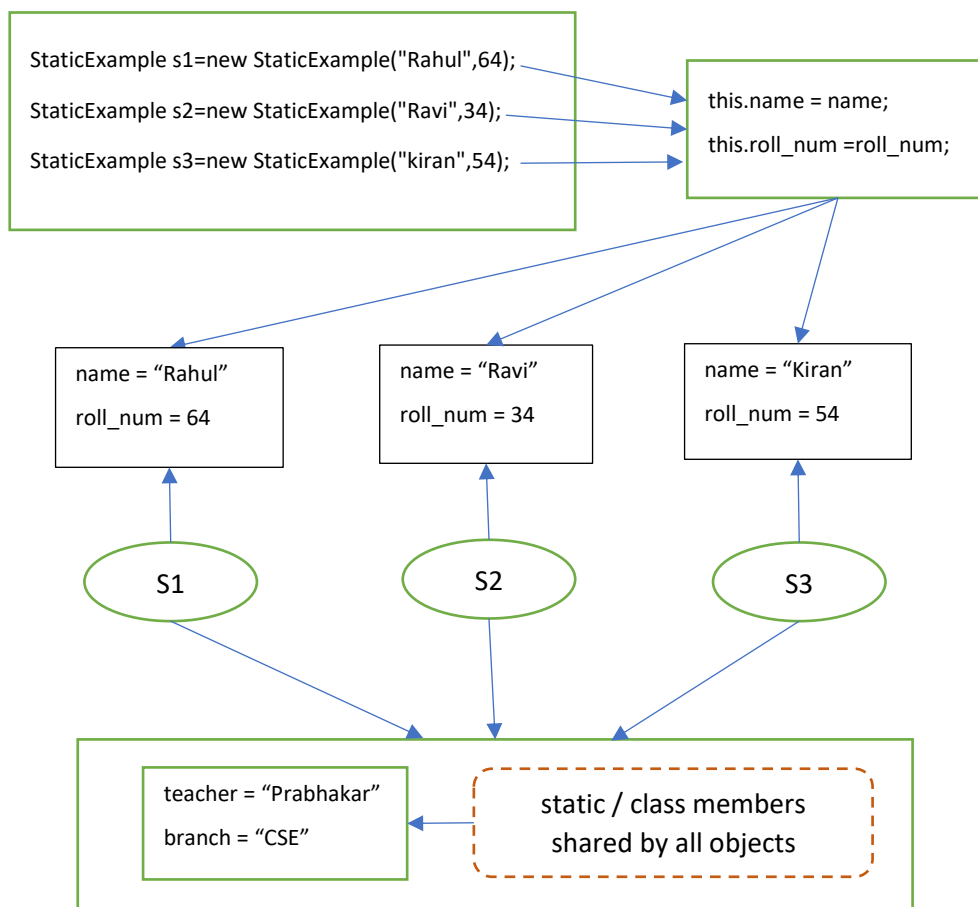 StaticExample s1=new StaticExample("Rahul",64);
StaticExample s2=new StaticExample("Ravi",34);
StaticExample s3=new StaticExample("kiran",54);
this.name = name;
this.roll_num =roll_num;
name = “Rahul”
roll_num = 64
name = “Ravi”
roll_num = 34
name = “Kiran”
roll_num = 54
S1
S2
S3
teacher = “Prabhakar”
branch = “CSE”
static / class members
shared by all objects